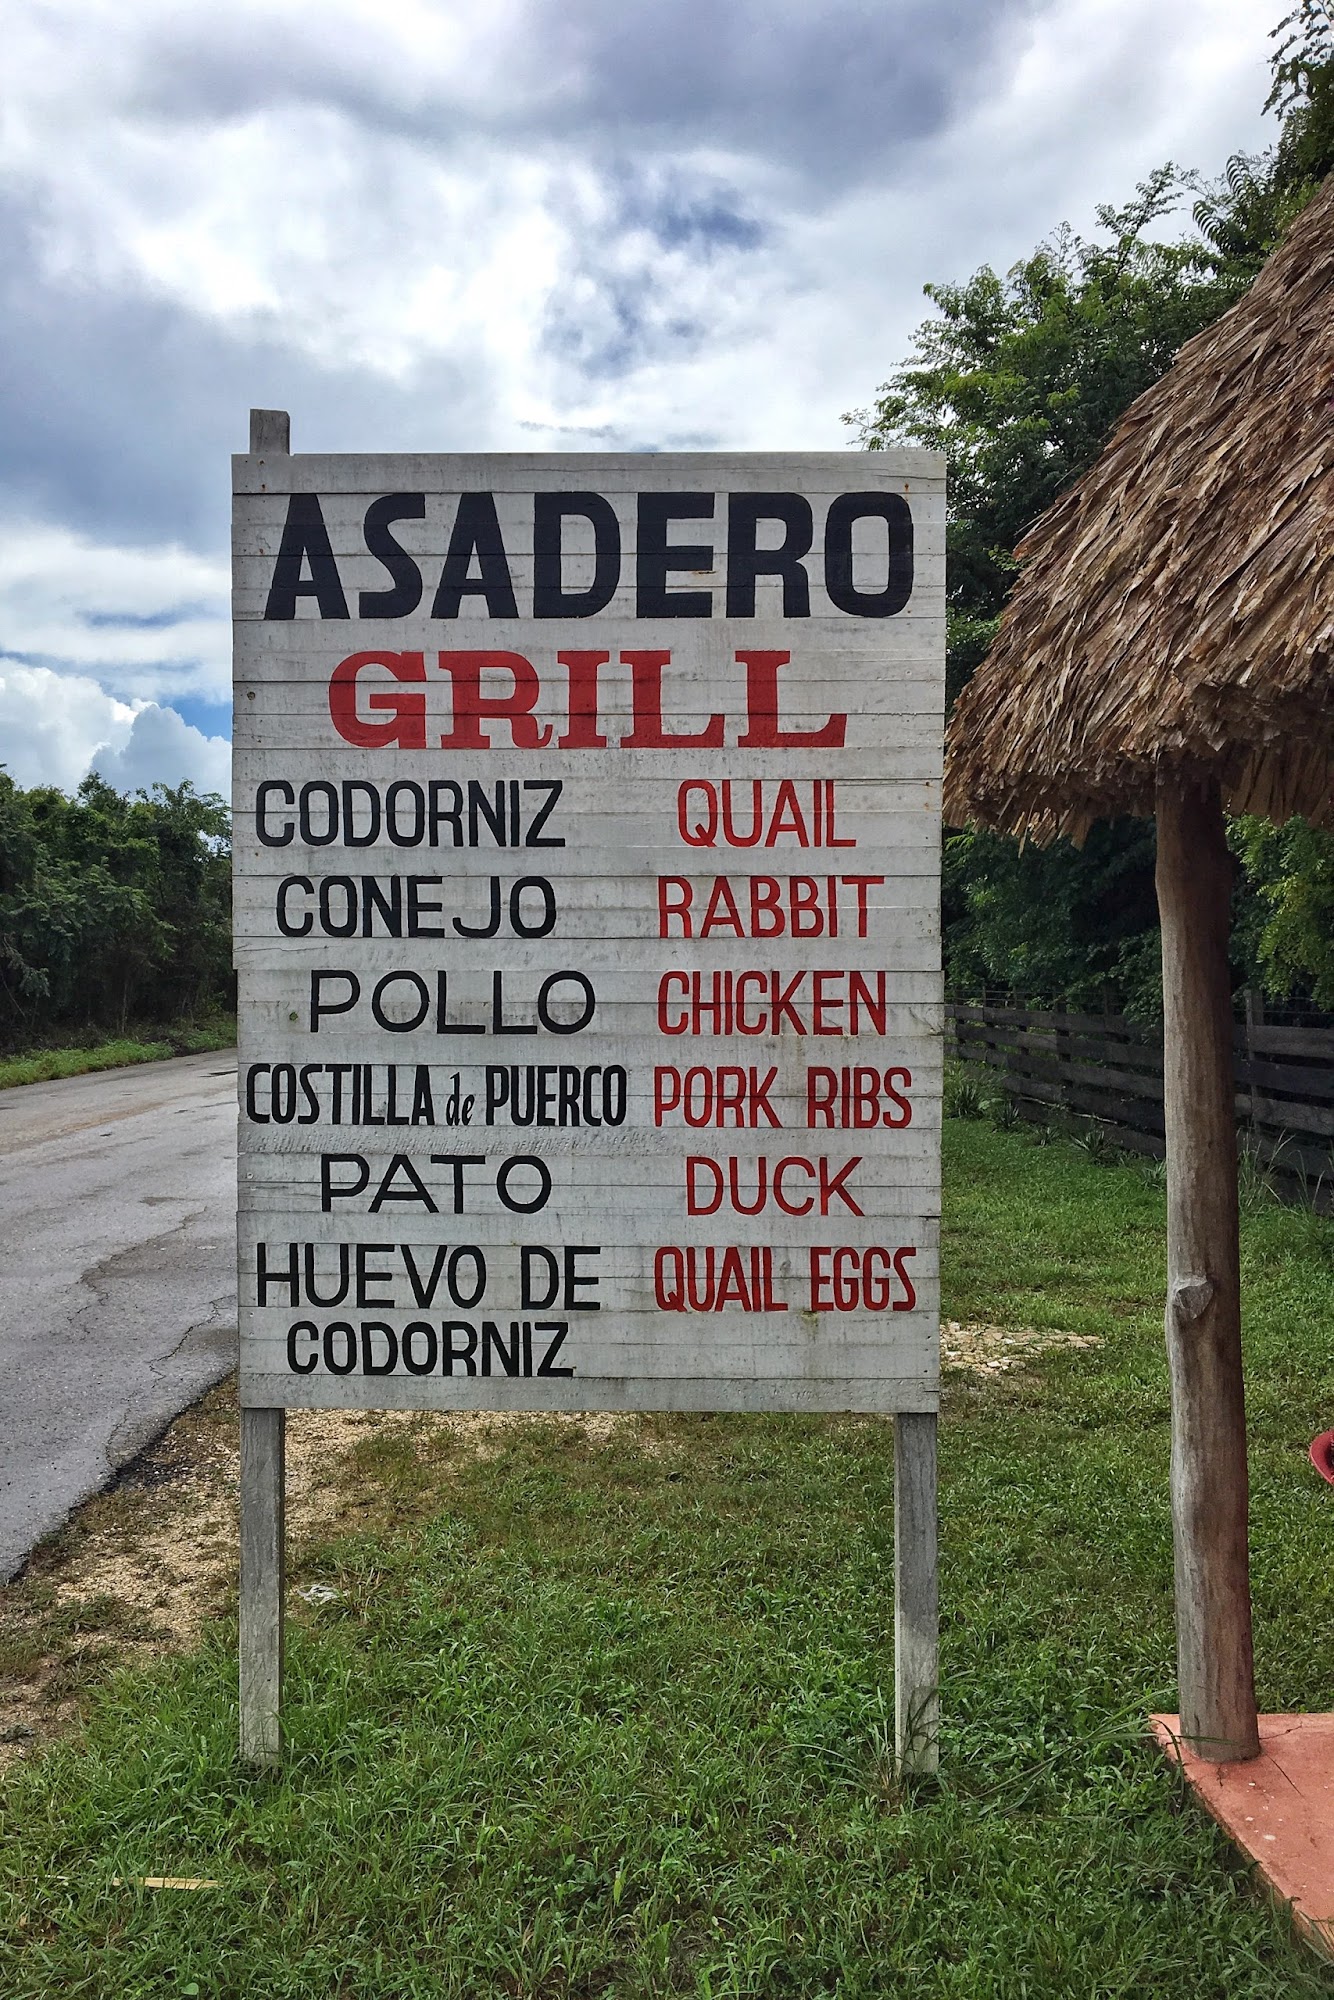 ASADERO
GRILL
CODORNIZ QUAIL
CONEJO RABBIT
POLLO CHICKEN
COSTILLA de PUERCO PORK RIBS
PATO DUCK
HUEVO DE QUAIL EGGS
CODORNIZ